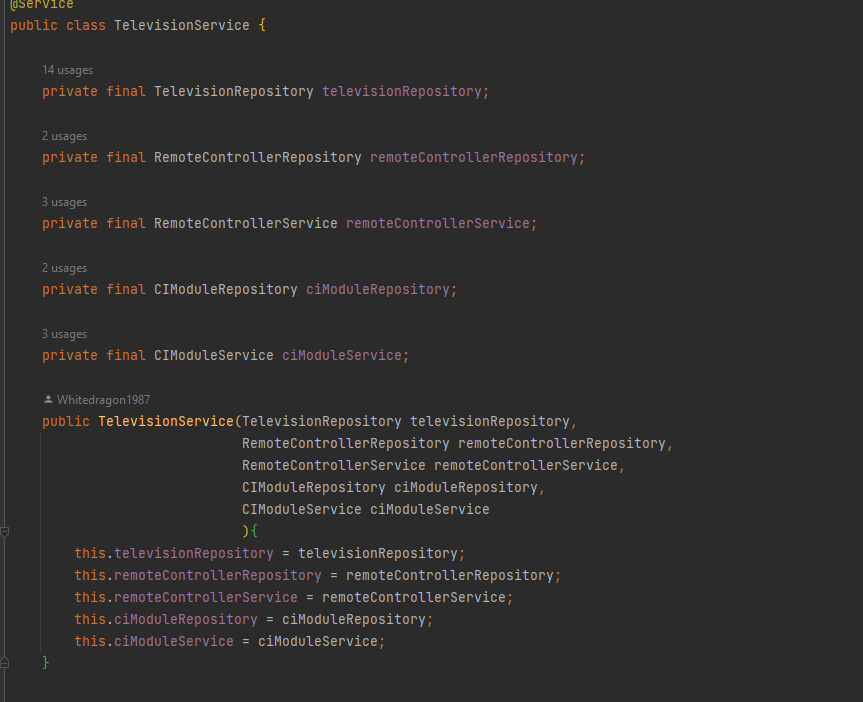 @Service
public class TelevisionService {
14 usages
private final TelevisionRepository televisionRepository;
2 usages
private final RemoteControllerRepository remoteControllerRepository;
3 usages
private final RemoteControllerService remoteControllerService;
2 usages
private final CIModuleRepository ciModuleRepository;
3 usages
private final CIModuleService ciModuleService;
Whitedragon1987
public TelevisionService(TelevisionRepository televisionRepository,
RemoteControllerRepository remoteControllerRepository,
RemoteControllerService remoteControllerService,
CIModuleRepository ciModuleRepository,
CIModuleService ciModuleService
){
this.televisionRepository = televisionRepository;
this.remoteControllerRepository = remoteControllerRepository;
this.remoteControllerService = remoteControllerService;
this.ciModuleRepository = ciModuleRepository;
this.ciModuleService = ciModuleService;
}